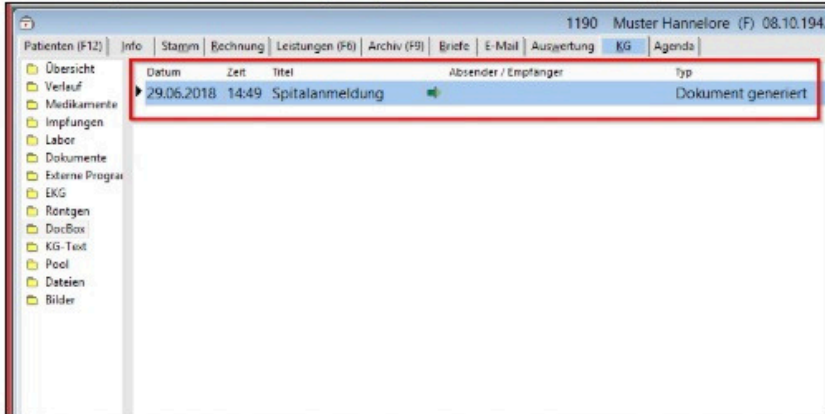 1190 Muster Hannelore (F) 08.10.194
Patienten (F12) Info Stamm Rechnung Leistungen (F6) Archiv (F9) Briefe E-Mail Auswertung KG Agenda
Übersicht
Verlauf
Medikamente
Impfungen
Labor
Dokumente
Externe Program
EKG
Röntgen
DocBox
KG-Text
Pool
Dateien
Bilder
Datum Zeit Titel Absender / Empfänger Typ
29.06.2018 14:49 Spitalanmeldung Dokument generiert